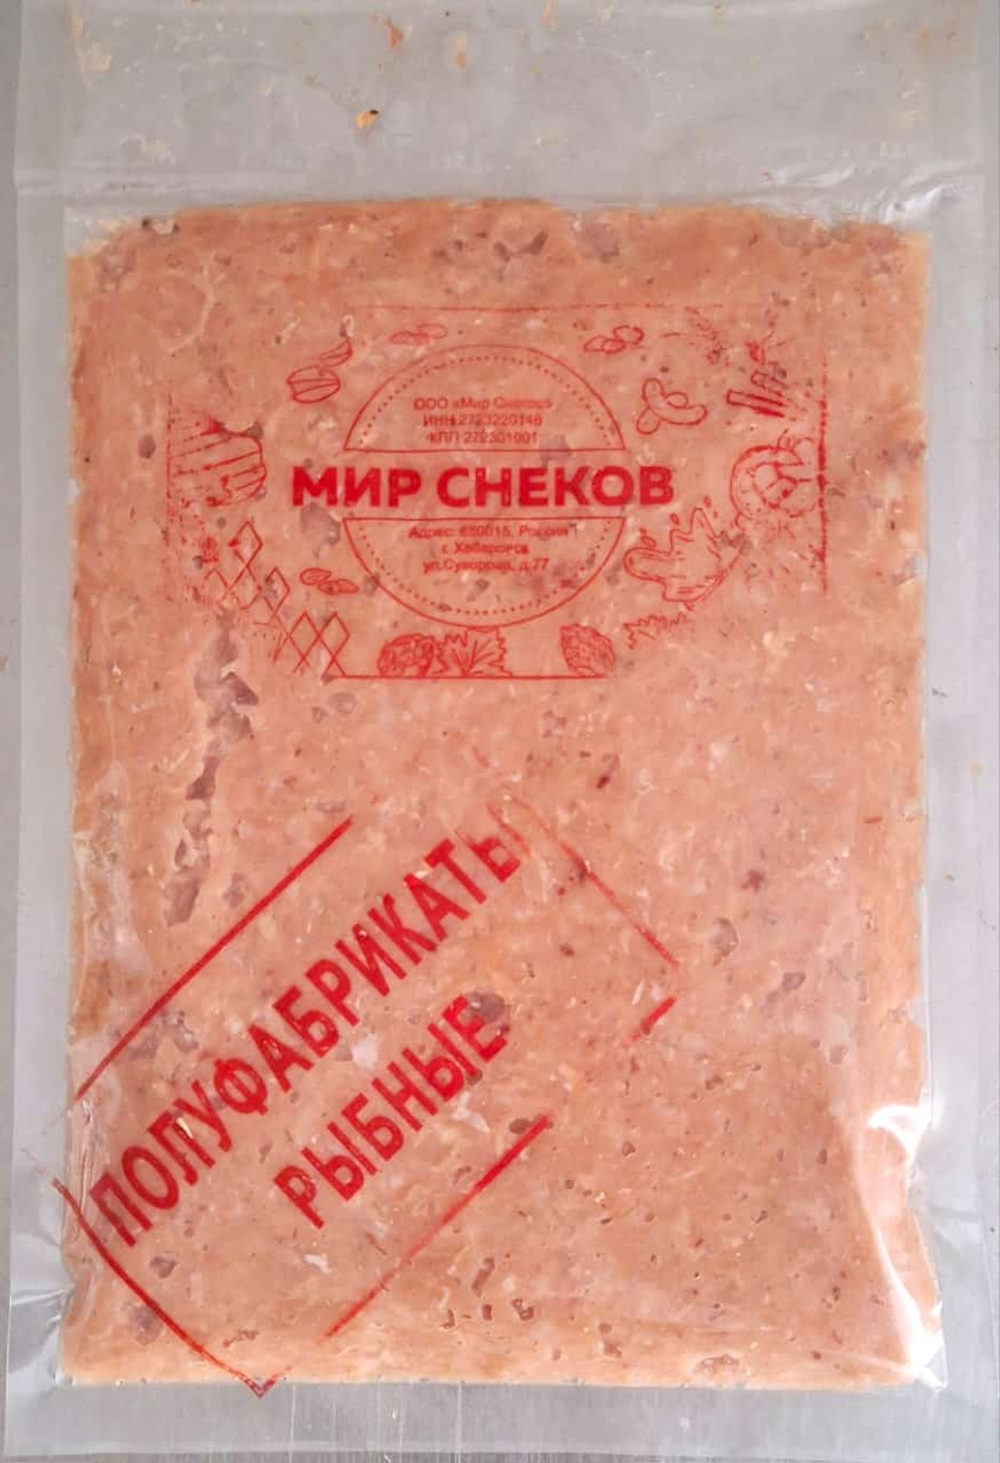 ООО «Мир Снеков»
ИНН 2723220146
КПП 272301001
МИР СНЕКОВ
Адрес: 680015, Россия
г. Хабаровск
ул.Суворова, д.77
ПОЛУФАБРИКАТЫ
РЫБНЫЕ